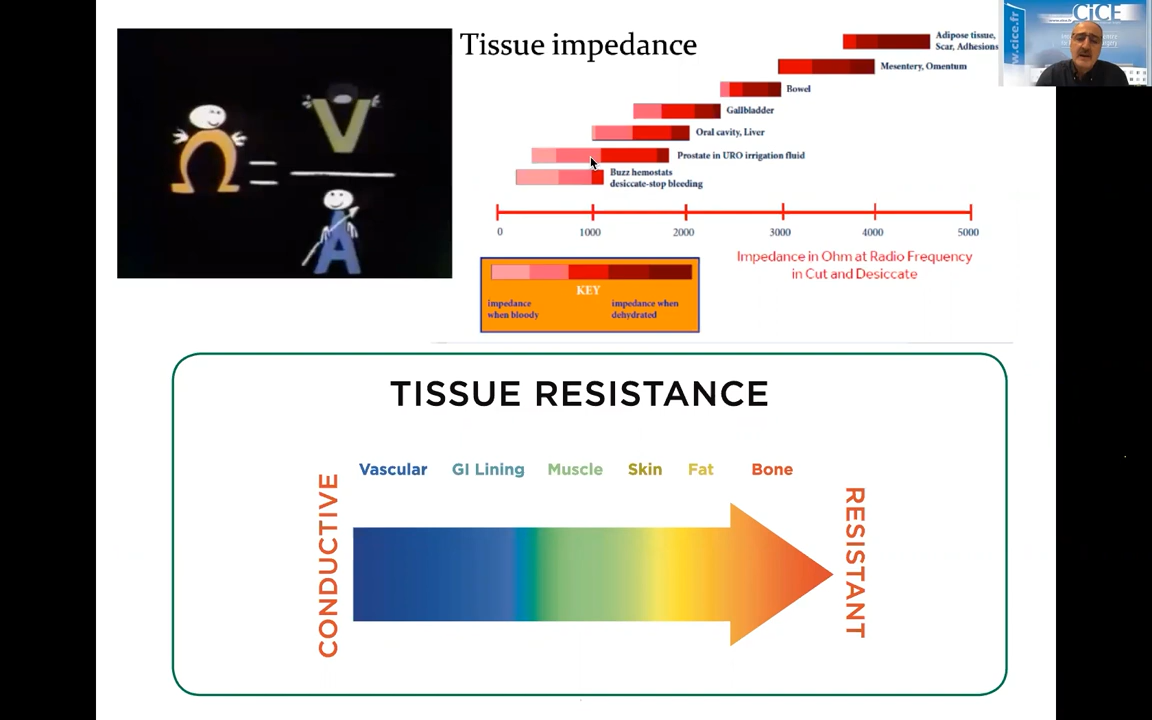 Tissue impedance
Ω
=
V
A
Adipose tissue,
Scar, Adhesions
Mesentery, Omentum
Bowel
Gallbladder
Oral cavity, Liver
Prostate in URO irrigation fluid
Buzz hemostats
desiccate-stop bleeding
0 1000 2000 3000 4000 5000
Impedance in Ohm at Radio Frequency
in Cut and Desiccate
KEY
impedance
when bloody
impedance when
dehydrated
www.cice.fr
CiCE
TISSUE RESISTANCE
Vascular GI Lining Muscle Skin Fat Bone
CONDUCTIVE
RESISTANT